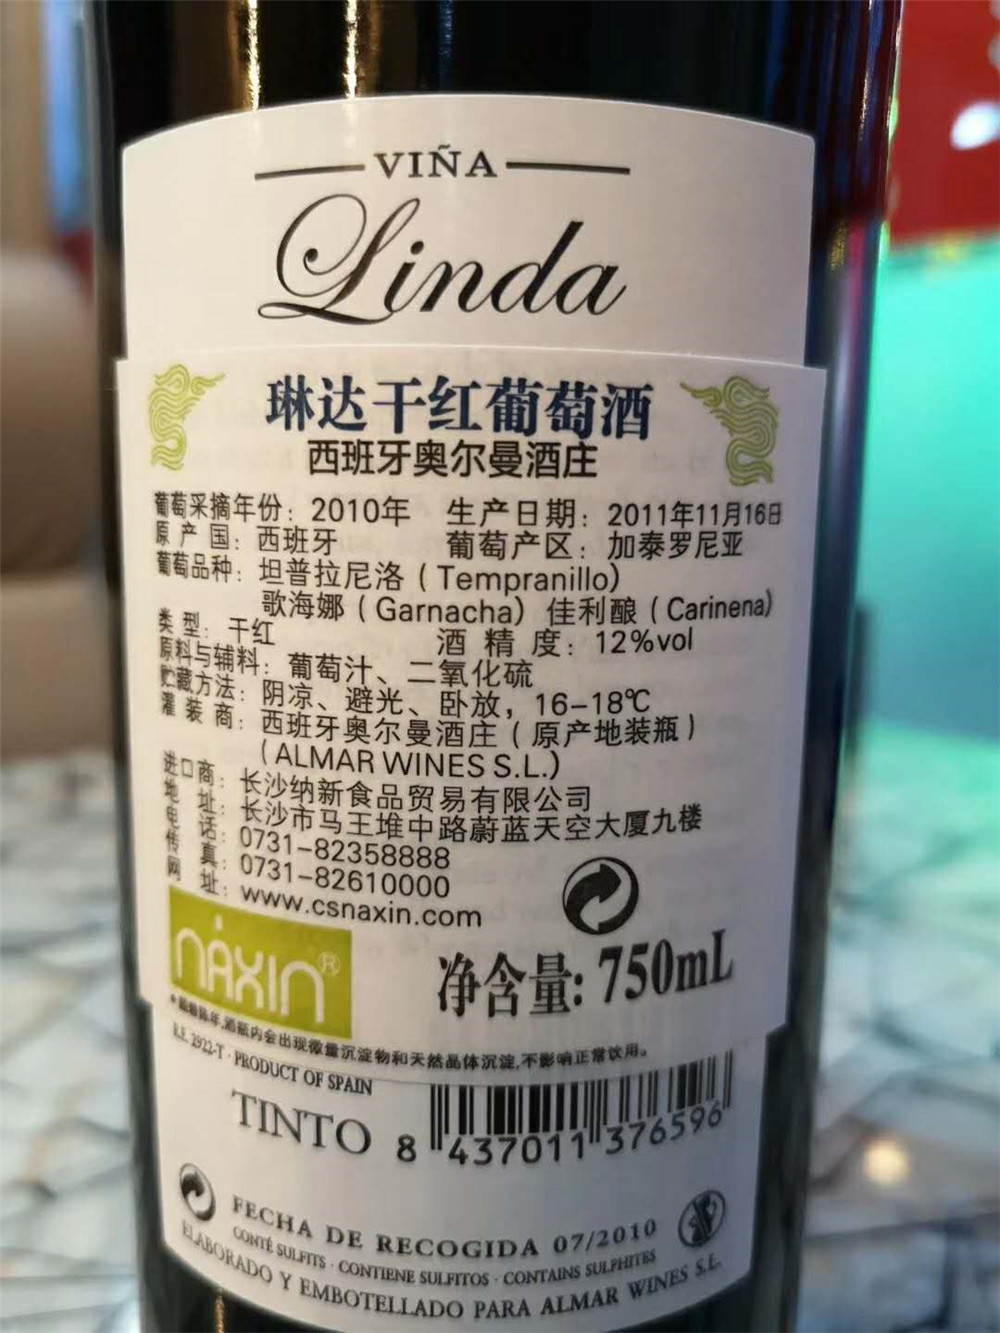 VIÑA
Linda
琳达干红葡萄酒
西班牙奥尔曼酒庄
葡萄采摘年份：2010年 生产日期：2011年11月16日
原产国：西班牙 葡萄产区：加泰罗尼亚
葡萄品种：坦普拉尼洛（Tempranillo）
歌海娜（Garnacha）佳利酿（Carinena）
类型：干红 酒精度：12%vol
原料与辅料：葡萄汁、二氧化硫
贮藏方法：阴凉、避光、卧放，16-18℃
灌装商：西班牙奥尔曼酒庄（原产地装瓶）
（ALMAR WINES S.L.）
进口商：长沙纳新食品贸易有限公司
地址：长沙市马王堆中路蔚蓝天空大厦九楼
电话：0731-82358888
传真：0731-82610000
网址：www.csnaxin.com
NÁXIN®
净含量：750mL
酒瓶内会出现微量沉淀物和天然晶体沉淀,不影响正常饮用。
R.E. 2922-T · PRODUCT OF SPAIN
TINTO
8 437011 376596
FECHA DE RECOGIDA 07/2010
CONTÉ SULFITS · CONTIENE SULFITOS · CONTAINS SULPHITES
ELABORADO Y EMBOTELLADO PARA ALMAR WINES S.L.